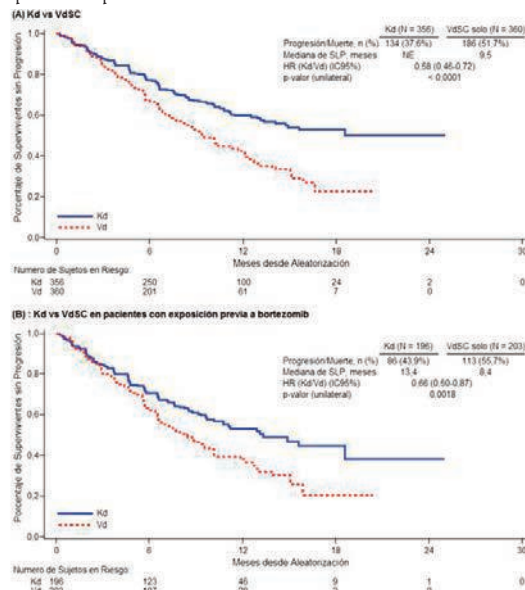 (A) Kd vs VdSC
Kd (N = 356) VdSC solo (N = 360)
Progresión/Muerte, n (%) 134 (37,6%) 186 (51,7%)
Mediana de SLP, meses NE 9,5
HR (Kd/Vd) (IC95%) 0,58 (0,46-0,72)
p-valor (unilateral) < 0,0001
Porcentaje de Supervivientes sin Progresión
1.0
0.8
0.6
0.4
0.2
0.0
Kd
Vd
0 6 12 18 24 30
Meses desde Aleatorización
Numero de Sujetos en Riesgo
Kd 356 250 100 24 2 0
Vd 360 201 61 7 0
(B) : Kd vs VdSC en pacientes con exposición previa a bortezomib
Kd (N = 196) VdSC solo (N = 203)
Progresión/Muerte, n (%) 86 (43,9%) 113 (55,7%)
Mediana de SLP, meses 13,4 8,4
HR (Kd/Vd) (IC95%) 0,66 (0,50-0,87)
p-valor (unilateral) 0,0018
Porcentaje de Supervivientes sin Progresión
1.0
0.8
0.6
0.4
0.2
0.0
Kd
Vd
0 6 12 18 24 30
Meses desde Aleatorización
Numero de Sujetos en Riesgo
Kd 196 123 46 9 1 0